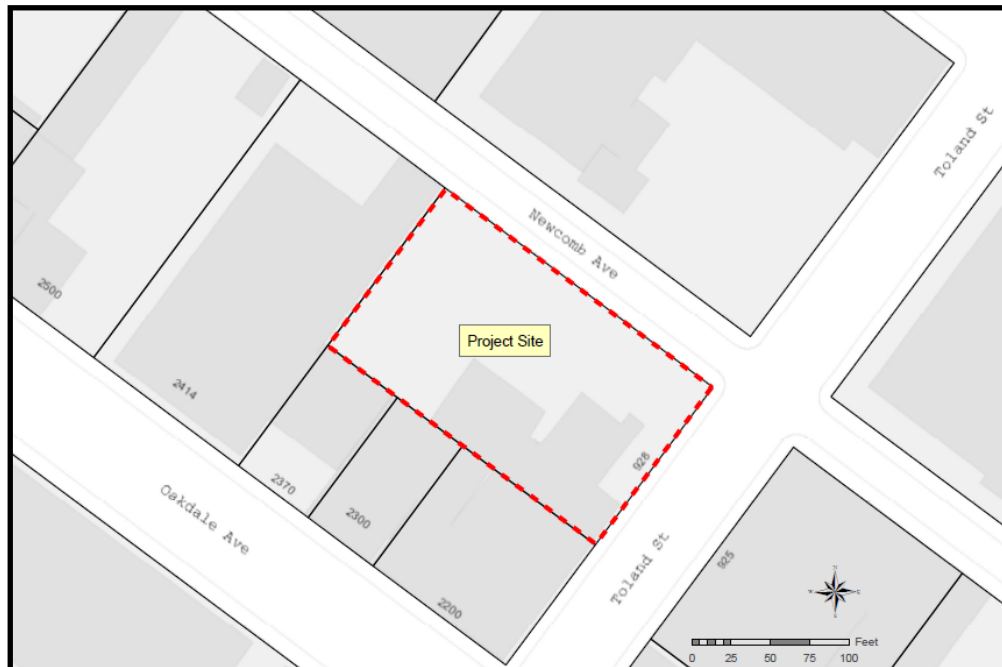 Toland St
Newcomb Ave
2500
Project Site
2414
928
2370
Oakdale Ave
2300
Toland St
925
2200
N
W E
S
Feet
0 25 50 75 100